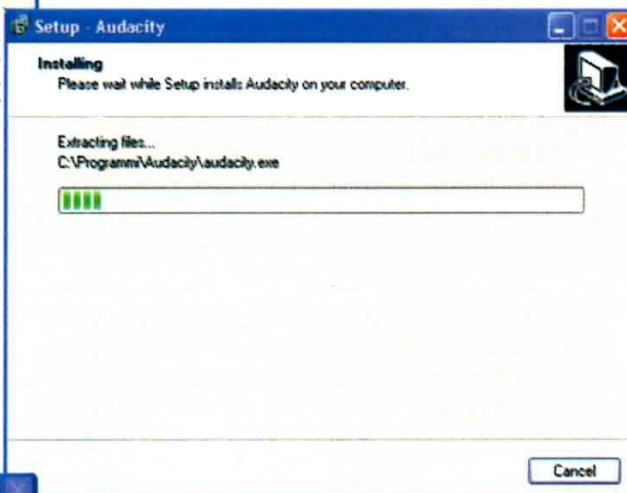 Setup - Audacity
Installing
Please wait while Setup installs Audacity on your computer.
Extracting files...
C:\Programmi\Audacity\audacity.exe
Cancel